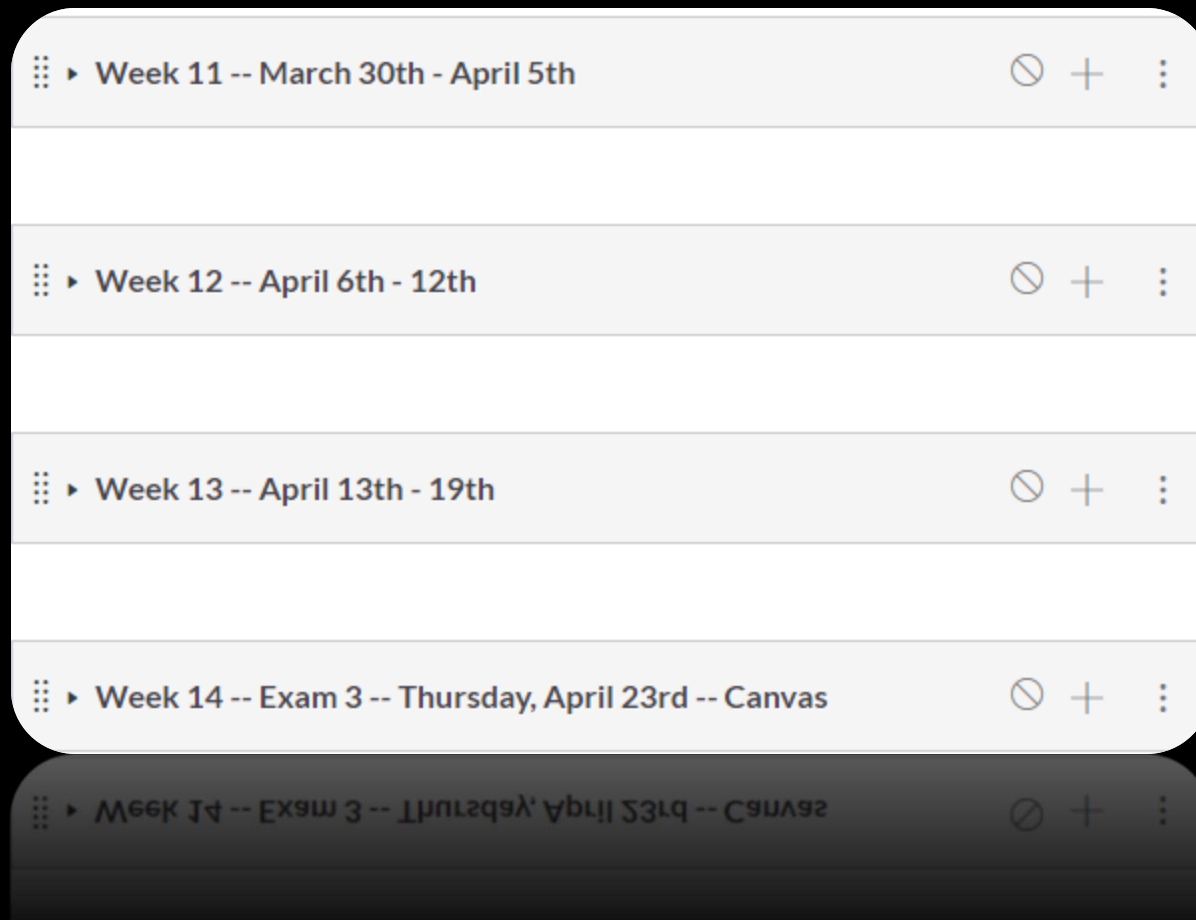 Week 11 -- March 30th - April 5th
Week 12 -- April 6th - 12th
Week 13 -- April 13th - 19th
Week 14 -- Exam 3 -- Thursday, April 23rd -- Canvas
Week 14 -- Exam 3 -- Thursday, April 23rd -- Canvas